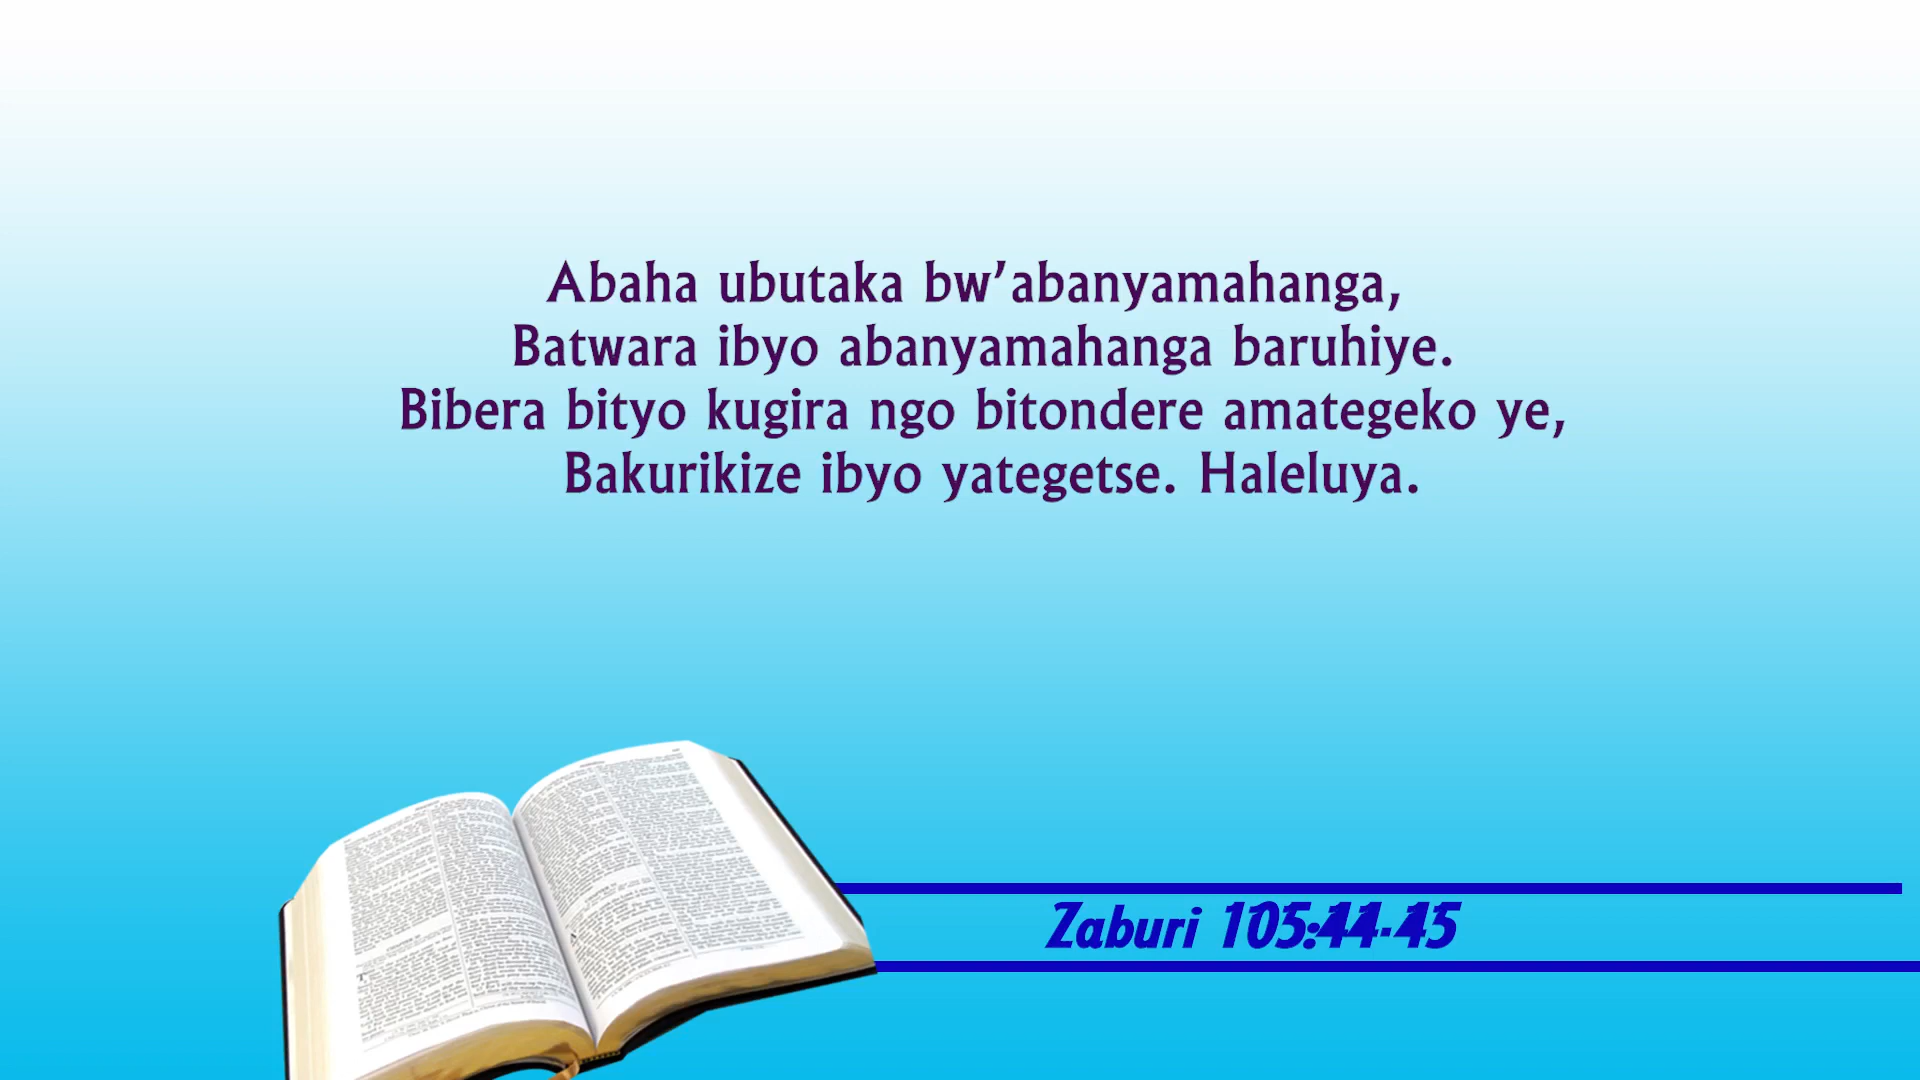 Abaha ubutaka bw’abanyamahanga,
Batwara ibyo abanyamahanga baruhiye.
Bibera bityo kugira ngo bitondere amategeko ye,
Bakurikize ibyo yategetse. Haleluya.
Zaburi 105:44-45